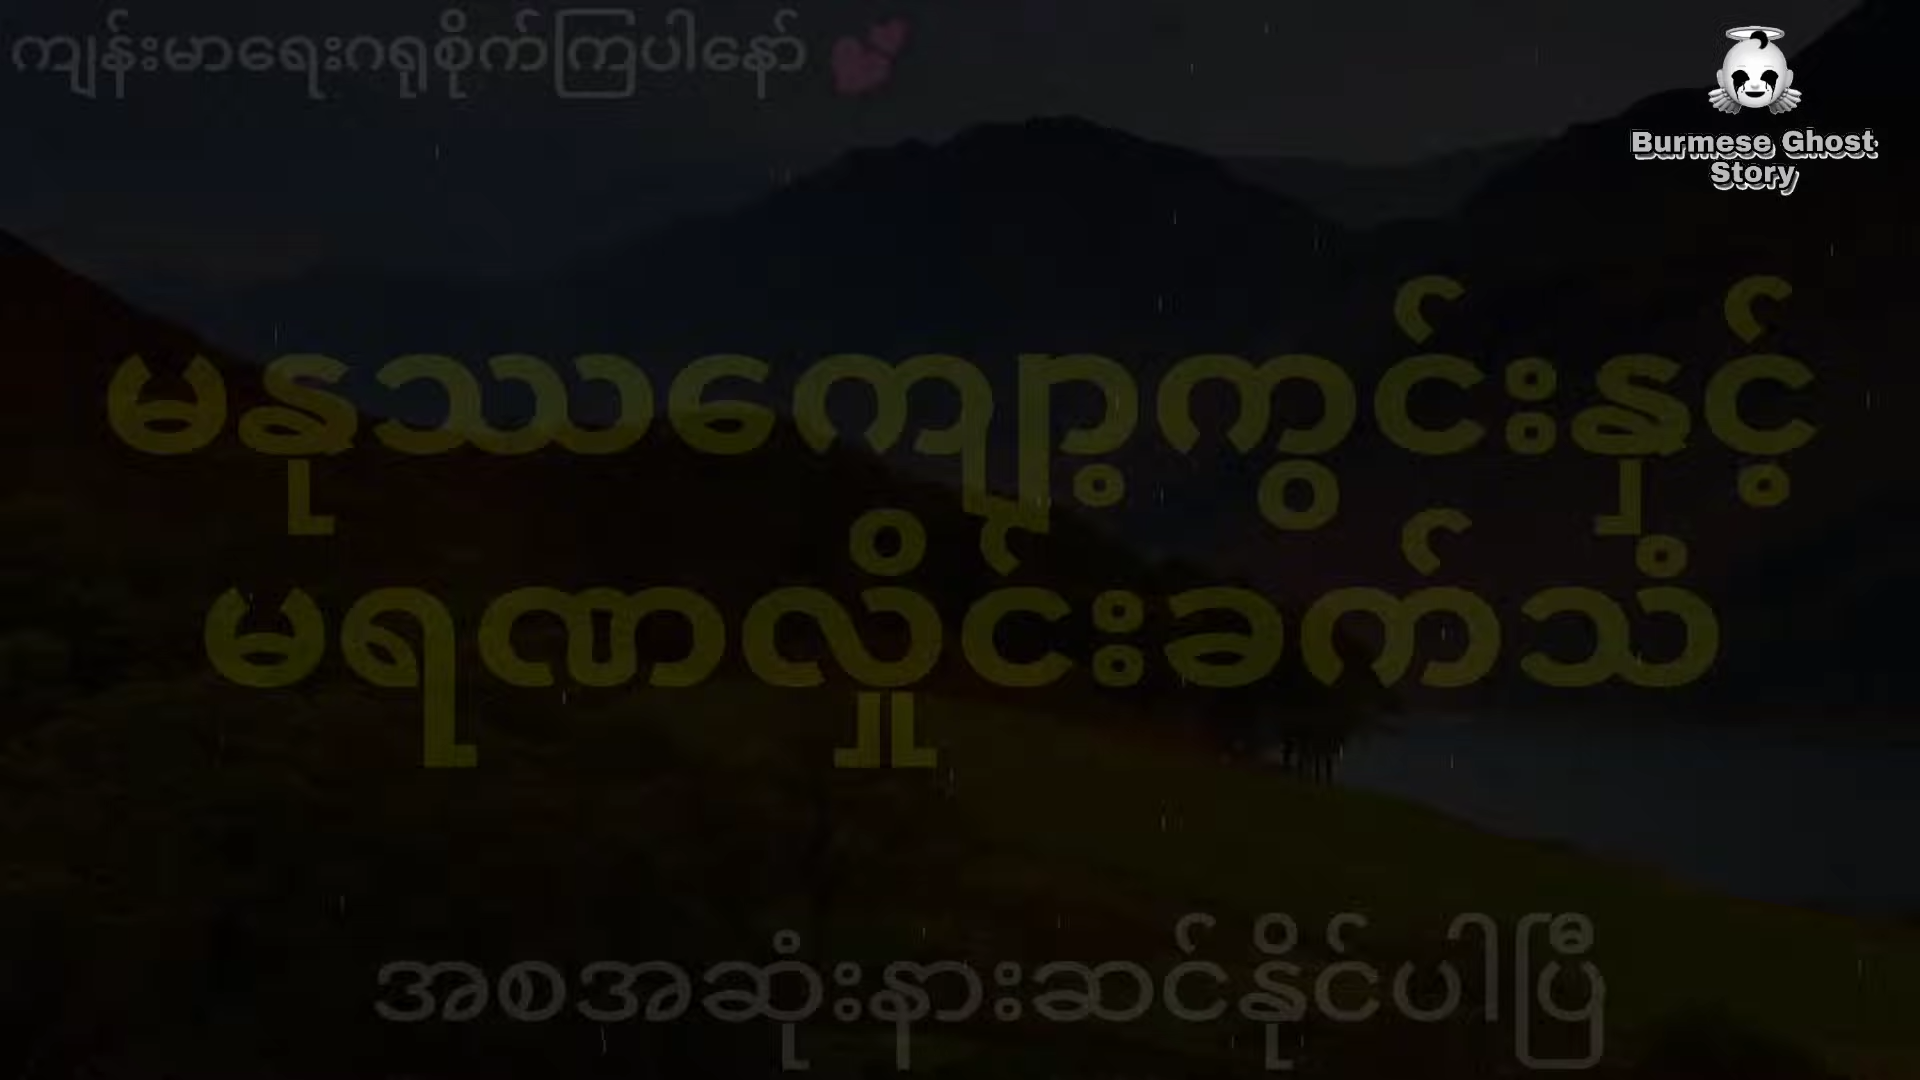 ကျန်းမာရေးဂရုစိုက်ကြပါနော် 💕
Burmese Ghost
Story
မနုဿကျော့ကွင်းနှင့်
မရဏလှိုင်းခက်သံ
အစအဆုံးနားဆင်နိုင်ပါပြီ